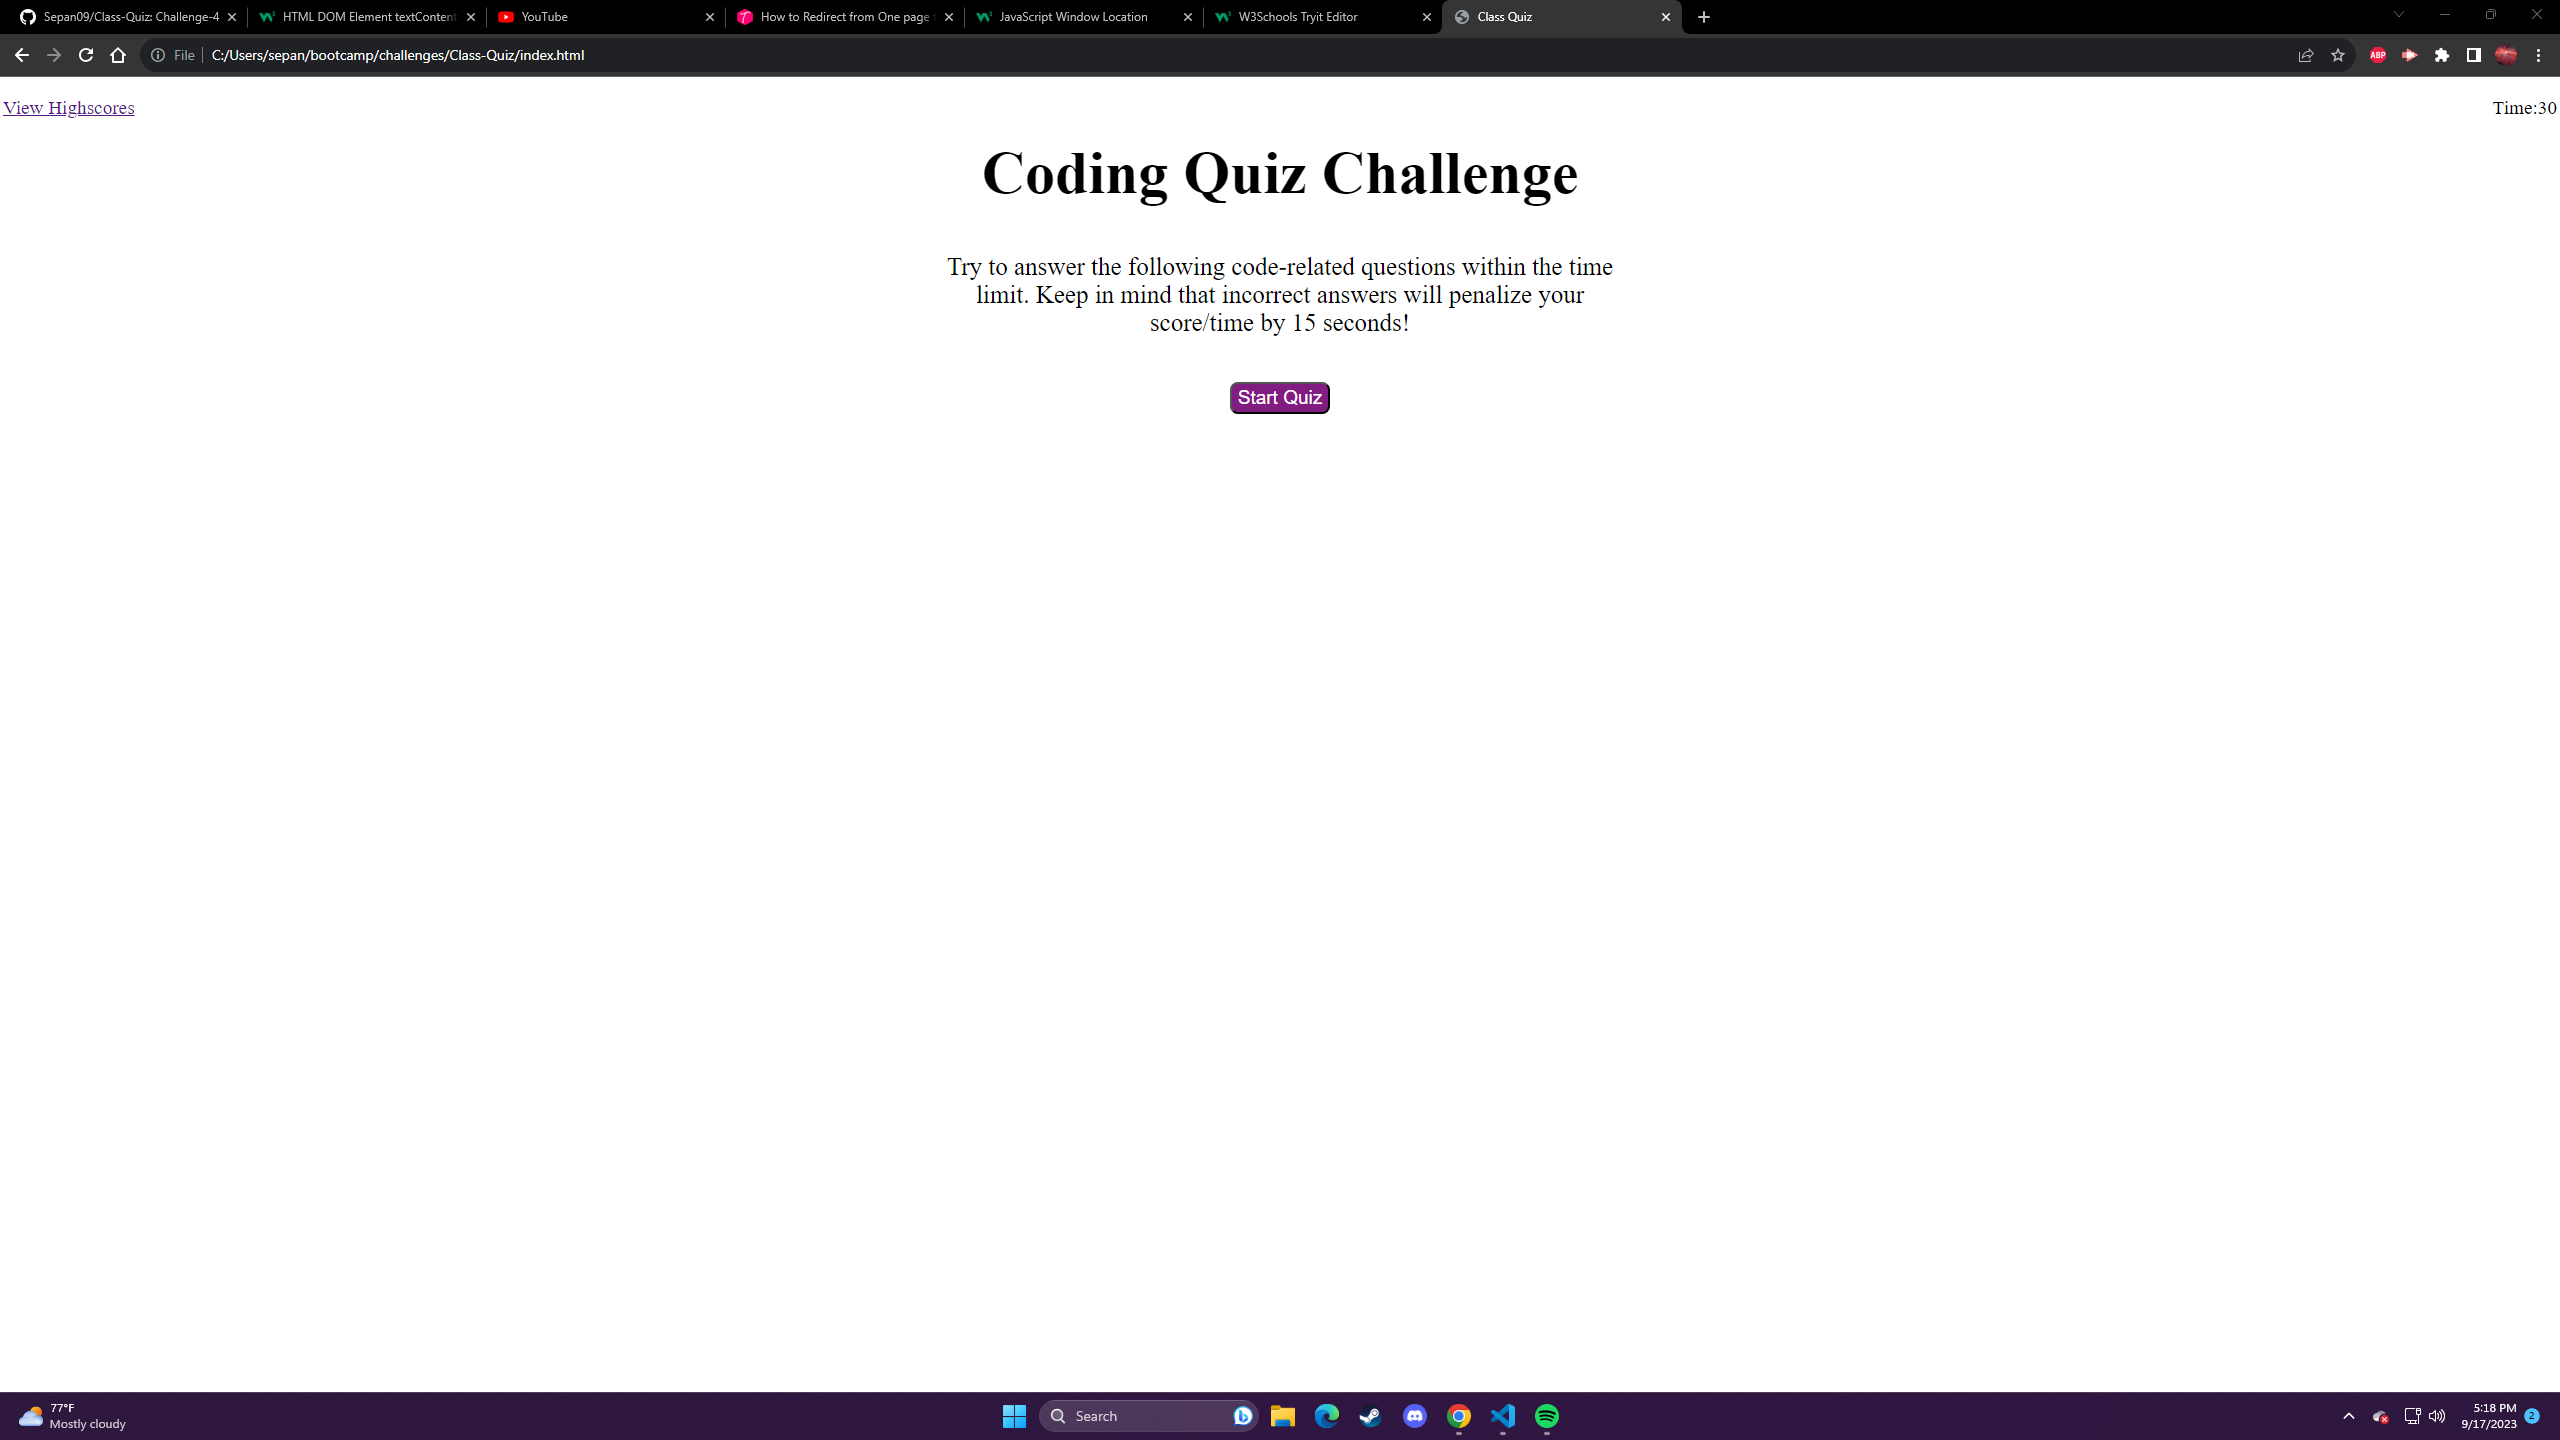 Sepan09/Class-Quiz: Challenge-4
HTML DOM Element textContent
YouTube
How to Redirect from One page
JavaScript Window Location
W3Schools Tryit Editor
Class Quiz
File
C:/Users/sepan/bootcamp/challenges/Class-Quiz/index.html
ABP
View Highscores
Time:30
Coding Quiz Challenge
Try to answer the following code-related questions within the time
limit. Keep in mind that incorrect answers will penalize your
score/time by 15 seconds!
Start Quiz
77°F
Mostly cloudy
Search
5:18 PM
9/17/2023
2